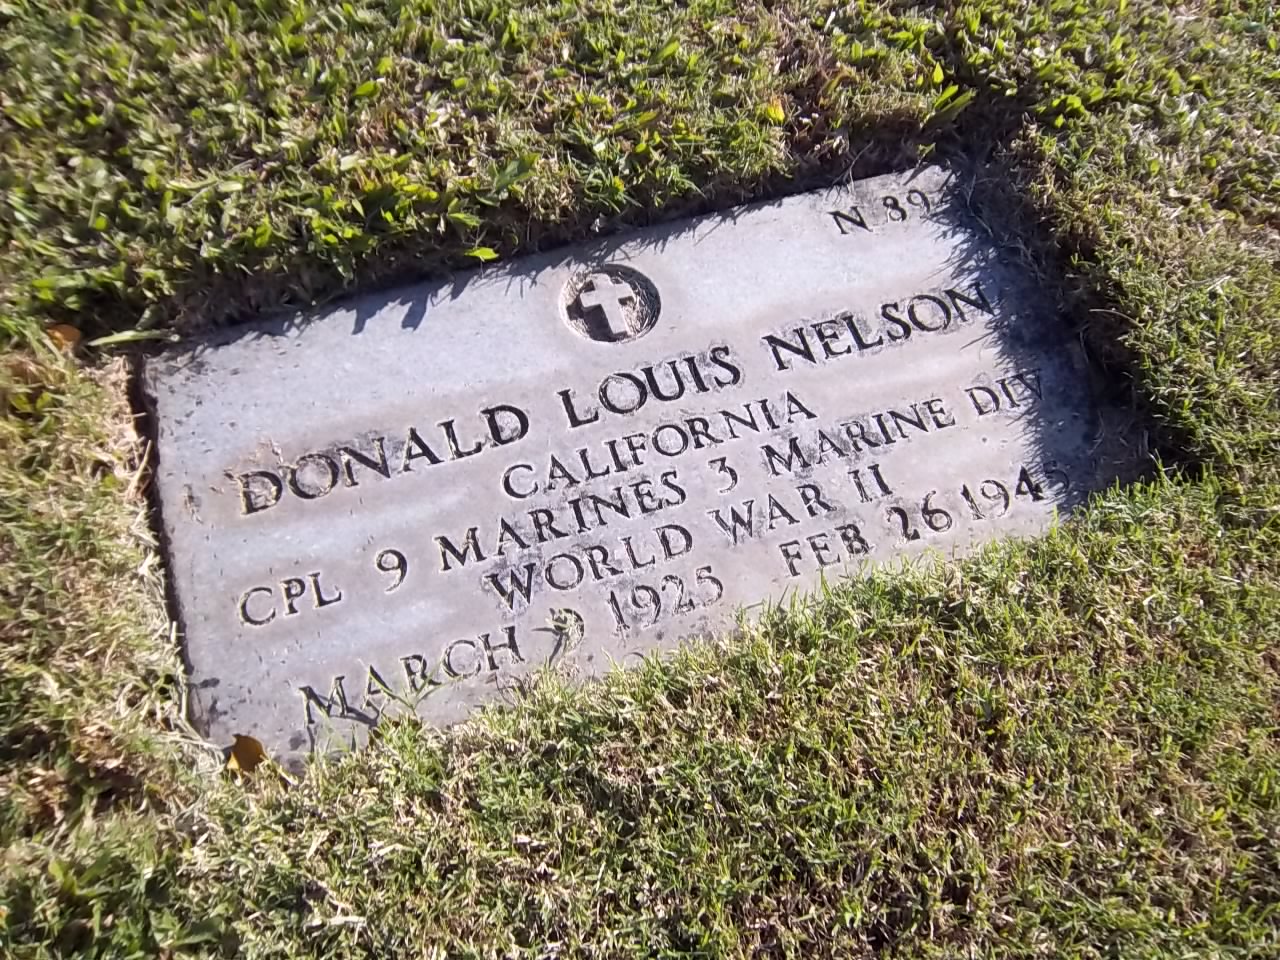 N 89
DONALD LOUIS NELSON
CALIFORNIA
CPL 9 MARINES 3 MARINE DIV
WORLD WAR II
MARCH 9 1925 FEB 26 1945